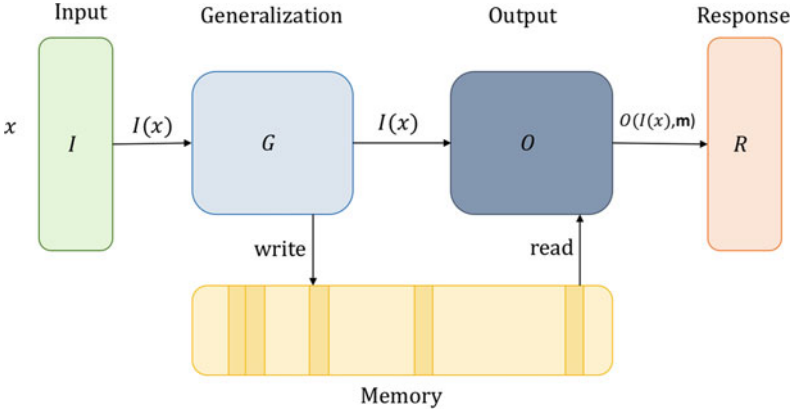 Input
Generalization
Output
Response
x
I
I(x)
G
I(x)
O
O(I(x),m)
R
write
read
Memory